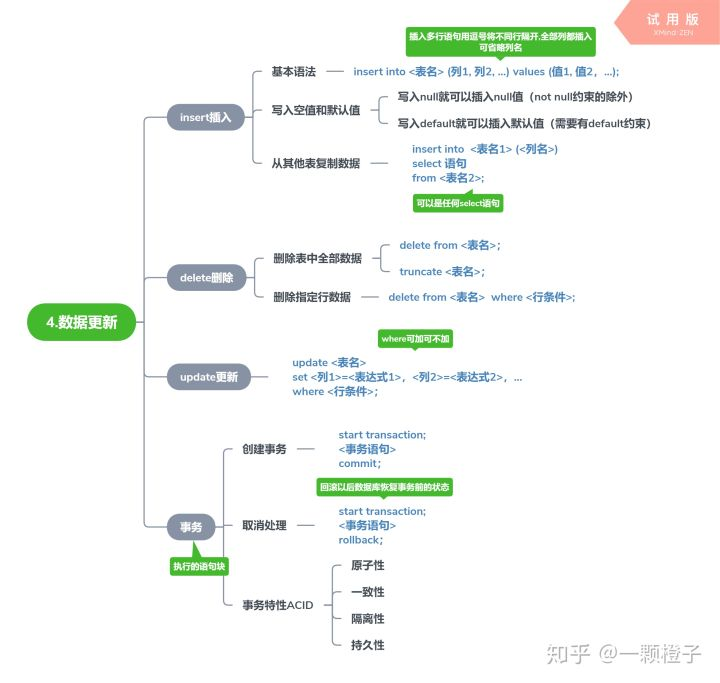 试用版
XMind: ZEN
插入多行语句用逗号将不同行隔开,全部列都插入
可省略列名
基本语法
insert into <表名> (列1, 列2, ...) values (值1, 值2，...);
insert插入
写入空值和默认值
写入null就可以插入null值（not null约束的除外）
写入default就可以插入默认值（需要有default约束）
从其他表复制数据
insert into <表名1> (<列名>)
select 语句
from <表名2>;
可以是任何select语句
delete删除
删除表中全部数据
delete from <表名>；
truncate <表名>；
删除指定行数据
delete from <表名> where <行条件>;
4.数据更新
where可加可不加
update更新
update <表名>
set <列1>=<表达式1>，<列2>=<表达式2>，...
where <行条件>；
创建事务
start transaction;
<事务语句>
commit；
回滚以后数据库恢复事务前的状态
事务
取消处理
start transaction;
<事务语句>
rollback；
执行的语句块
事务特性ACID
原子性
一致性
隔离性
持久性
知乎 @一颗橙子